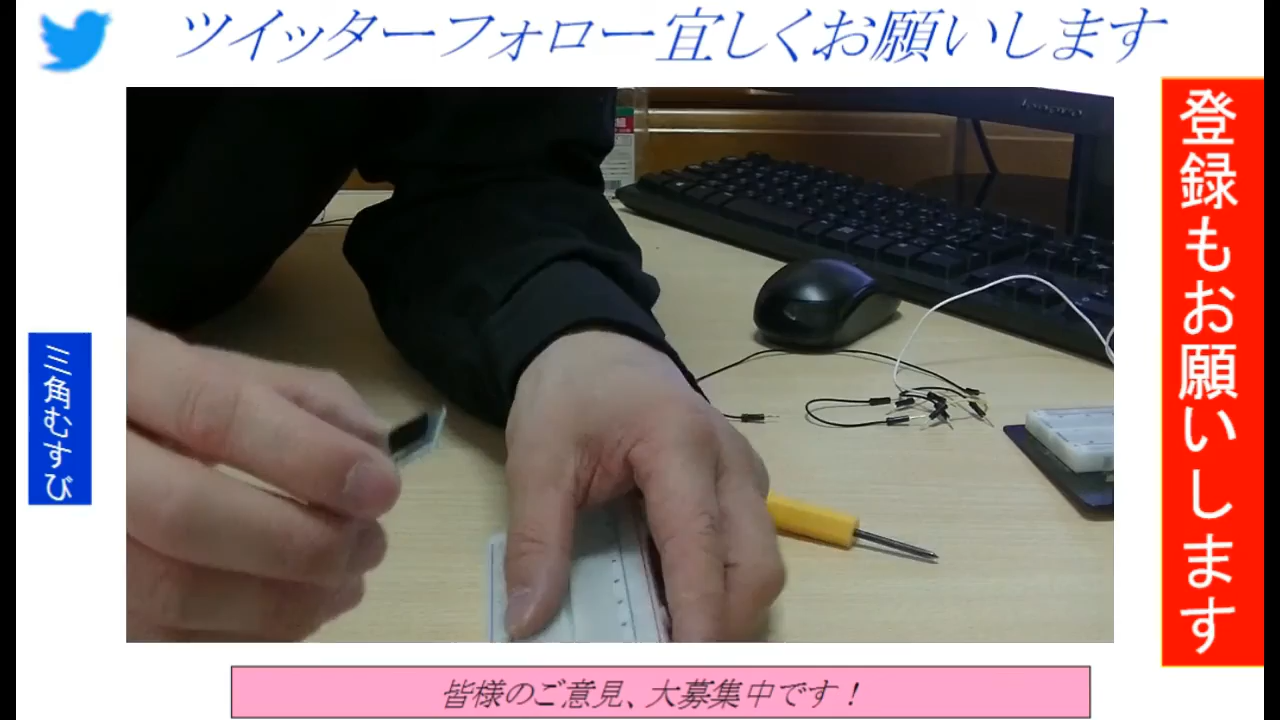 ツイッターフォロー宜しくお願いします
登録もお願いします
三角むすび
皆様のご意見、大募集中です！